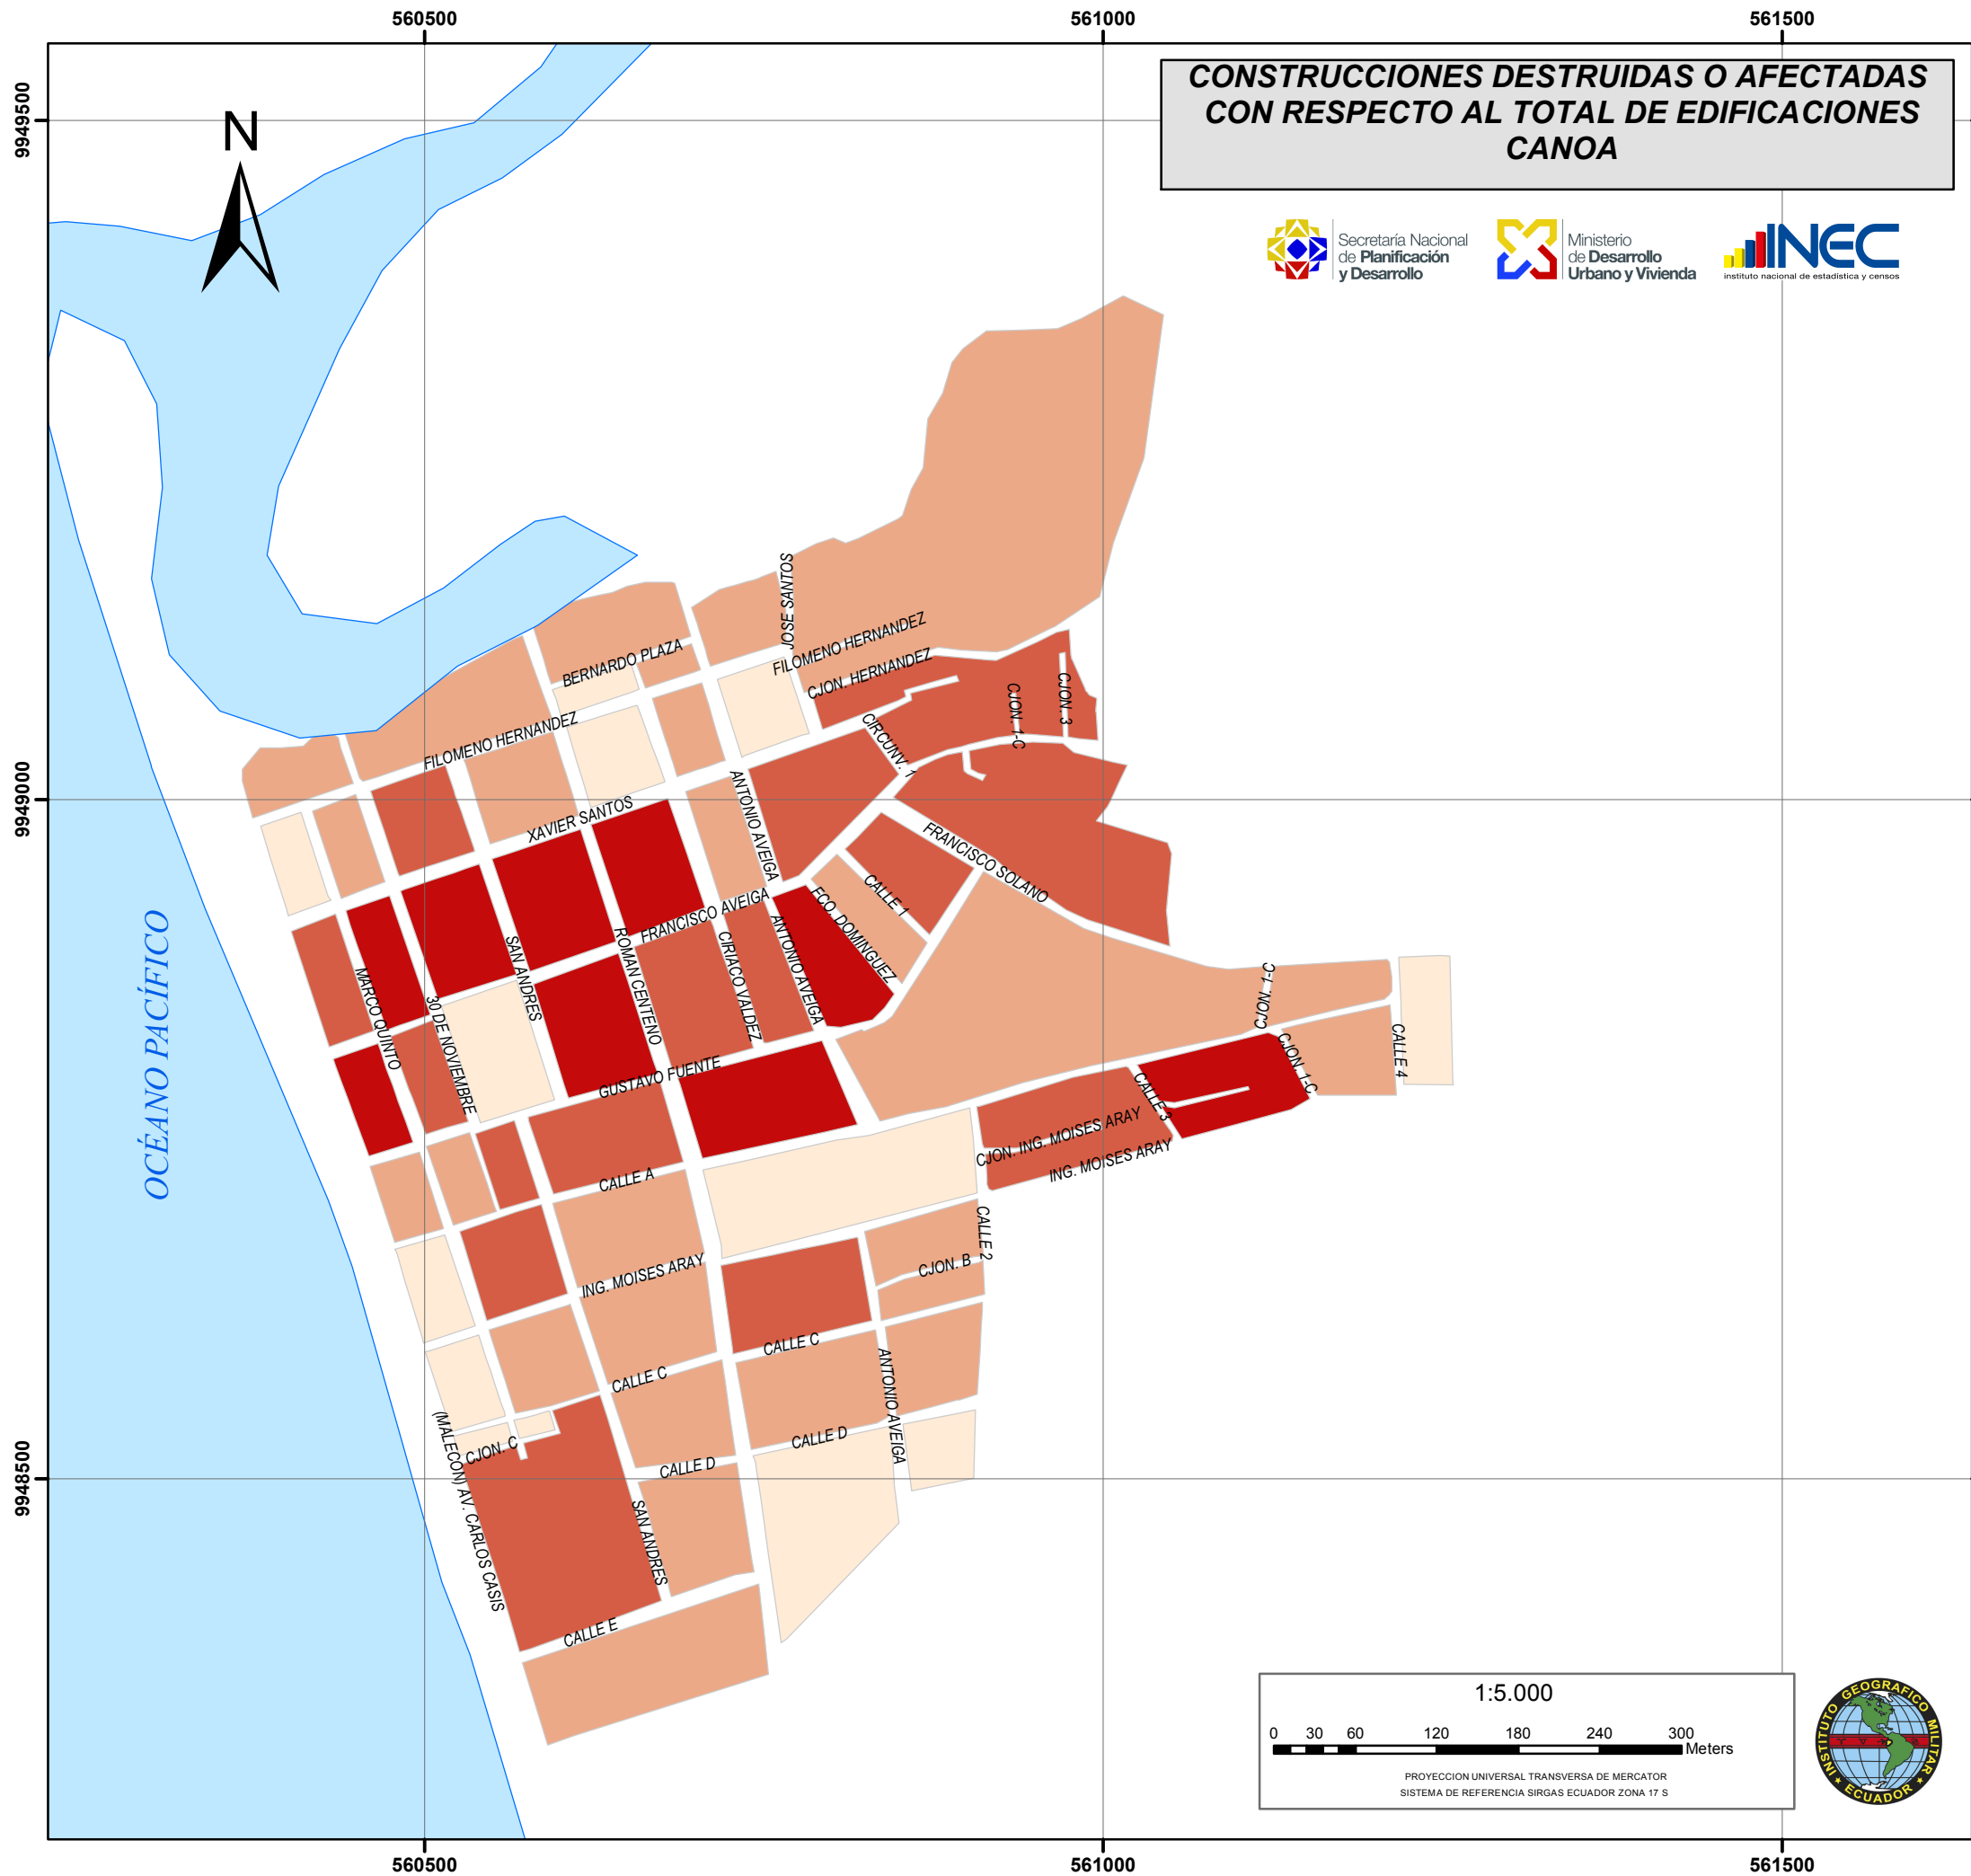 560500
561000
561500
9949500
CONSTRUCCIONES DESTRUIDAS O AFECTADAS
CON RESPECTO AL TOTAL DE EDIFICACIONES
CANOA
N
Secretaría Nacional
de Planificación
y Desarrollo
Ministerio
de Desarrollo
Urbano y Vivienda
INEC
instituto nacional de estadística y censos
JOSE SANTOS
FILOMENO HERNANDEZ
BERNARDO PLAZA
CJON. HERNANDEZ
CJON. 3
CJON. 1-C
FILOMENO HERNANDEZ
CIRCUNV. 1
9949000
XAVIER SANTOS
ANTONIO AVEIGA
FRANCISCO SOLANO
CALLE 1
FCO. DOMINGUEZ
FRANCISCO AVEIGA
OCÉANO PACÍFICO
MARCO QUINTO
30 DE NOVIEMBRE
SAN ANDRES
ROMAN CENTENO
CIRIACO VALDEZ
ANTONIO AVEIGA
CJON. 1-C
CJON. 1-C
CALLE 4
GUSTAVO FUENTE
CALLE 3
CJON. ING. MOISES ARAY
ING. MOISES ARAY
CALLE A
CALLE 2
CJON. B
ING. MOISES ARAY
CALLE C
CALLE C
ANTONIO AVEIGA
CALLE D
CJON. C
CALLE D
9948500
(MALECON) AV. CARLOS CASIS
SAN ANDRES
CALLE E
1:5.000
0 30 60 120 180 240 300
Meters
PROYECCION UNIVERSAL TRANSVERSA DE MERCATOR
SISTEMA DE REFERENCIA SIRGAS ECUADOR ZONA 17 S
INSTITUTO GEOGRAFICO MILITAR
ECUADOR
560500
561000
561500